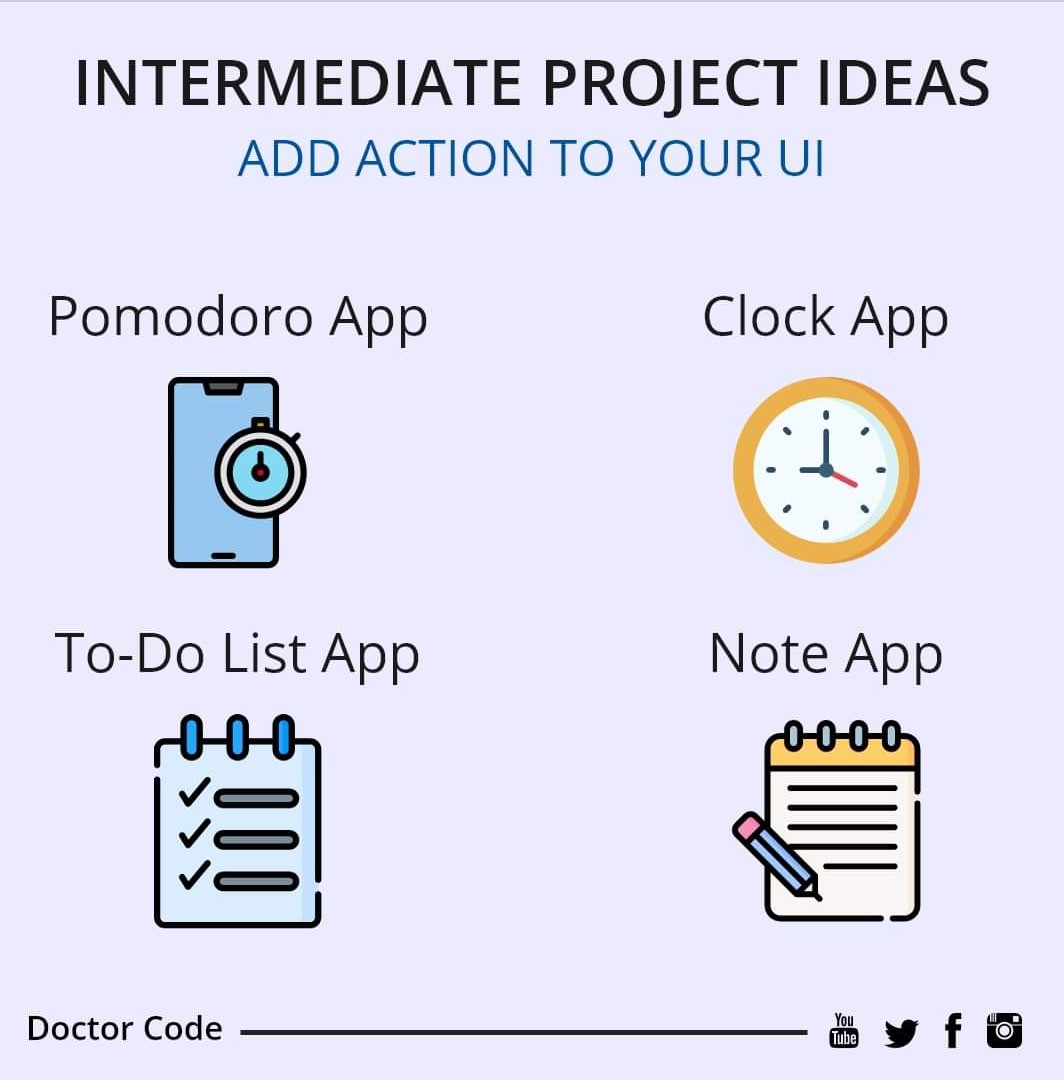 INTERMEDIATE PROJECT IDEAS
ADD ACTION TO YOUR UI
Pomodoro App
Clock App
To-Do List App
Note App
Doctor Code
You
Tube